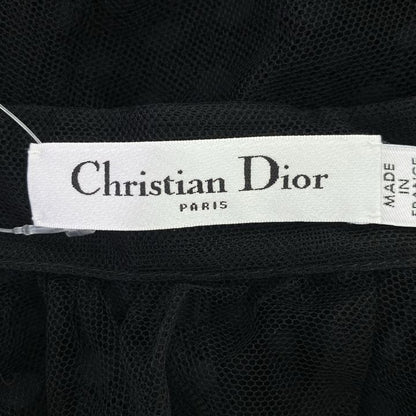 Christian Dior
PARIS
MADE
IN
FRANCE